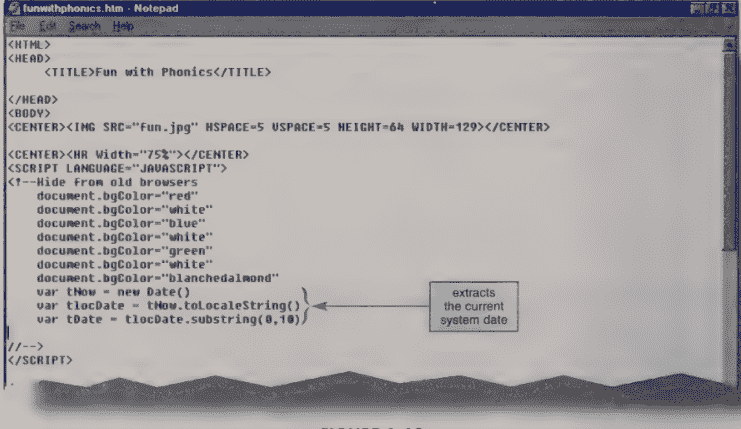 funwithphonics.htm - Notepad
File Edit Search Help
<HTML>
<HEAD>
<TITLE>Fun with Phonics</TITLE>
</HEAD>
<BODY>
<CENTER><IMG SRC="fun.jpg" HSPACE=5 VSPACE=5 HEIGHT=64 WIDTH=129></CENTER>
<CENTER><HR Width="75%"></CENTER>
<SCRIPT LANGUAGE="JAVASCRIPT">
<!--Hide from old browsers
document.bgColor="red"
document.bgColor="white"
document.bgColor="blue"
document.bgColor="white"
document.bgColor="green"
document.bgColor="white"
document.bgColor="blanchedalmond"
var tNow = new Date()
var tlocDate = tNow.toLocaleString()
var tDate = tlocDate.substring(0,10)
extracts
the current
system date
//-->
</SCRIPT>